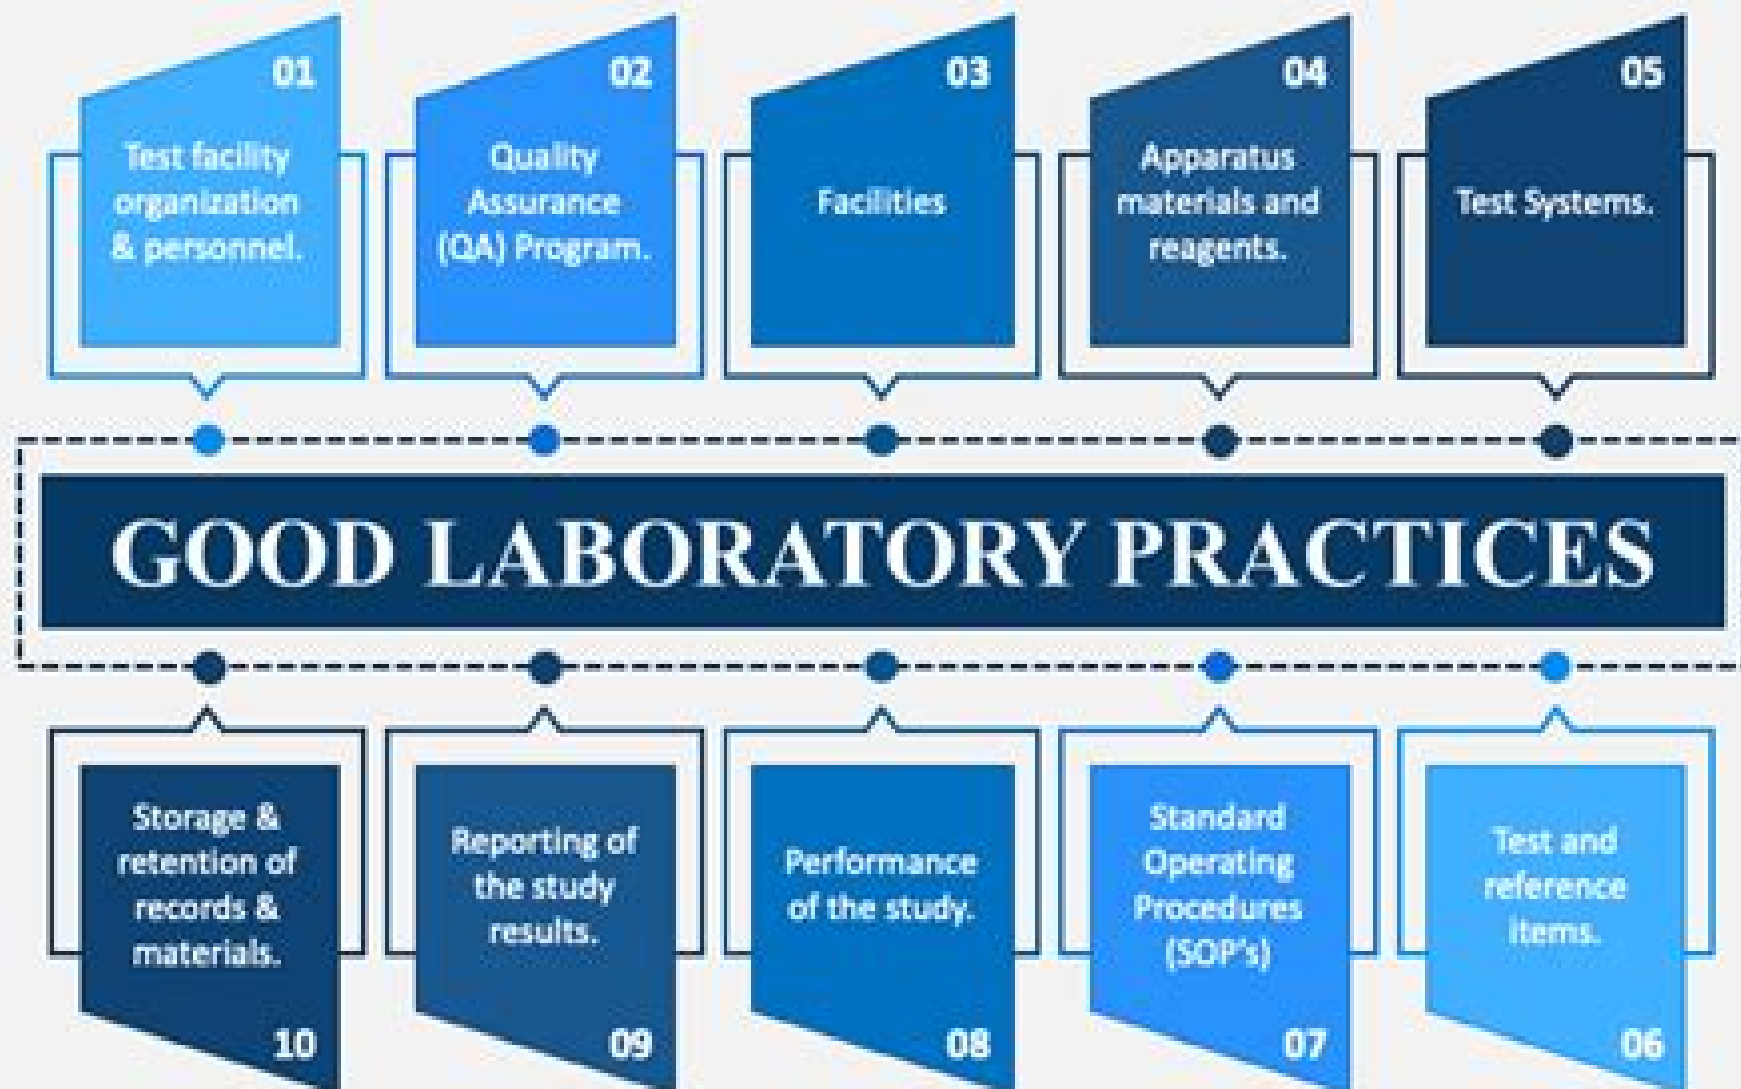 01
Test facility
organization
& personnel.
02
Quality
Assurance
(QA) Program.
03
Facilities
04
Apparatus
materials and
reagents.
05
Test Systems.
GOOD LABORATORY PRACTICES
Storage &
retention of
records &
materials.
10
Reporting of
the study
results.
09
Performance
of the study.
08
Standard
Operating
Procedures
(SOP's)
07
Test and
reference
items.
06